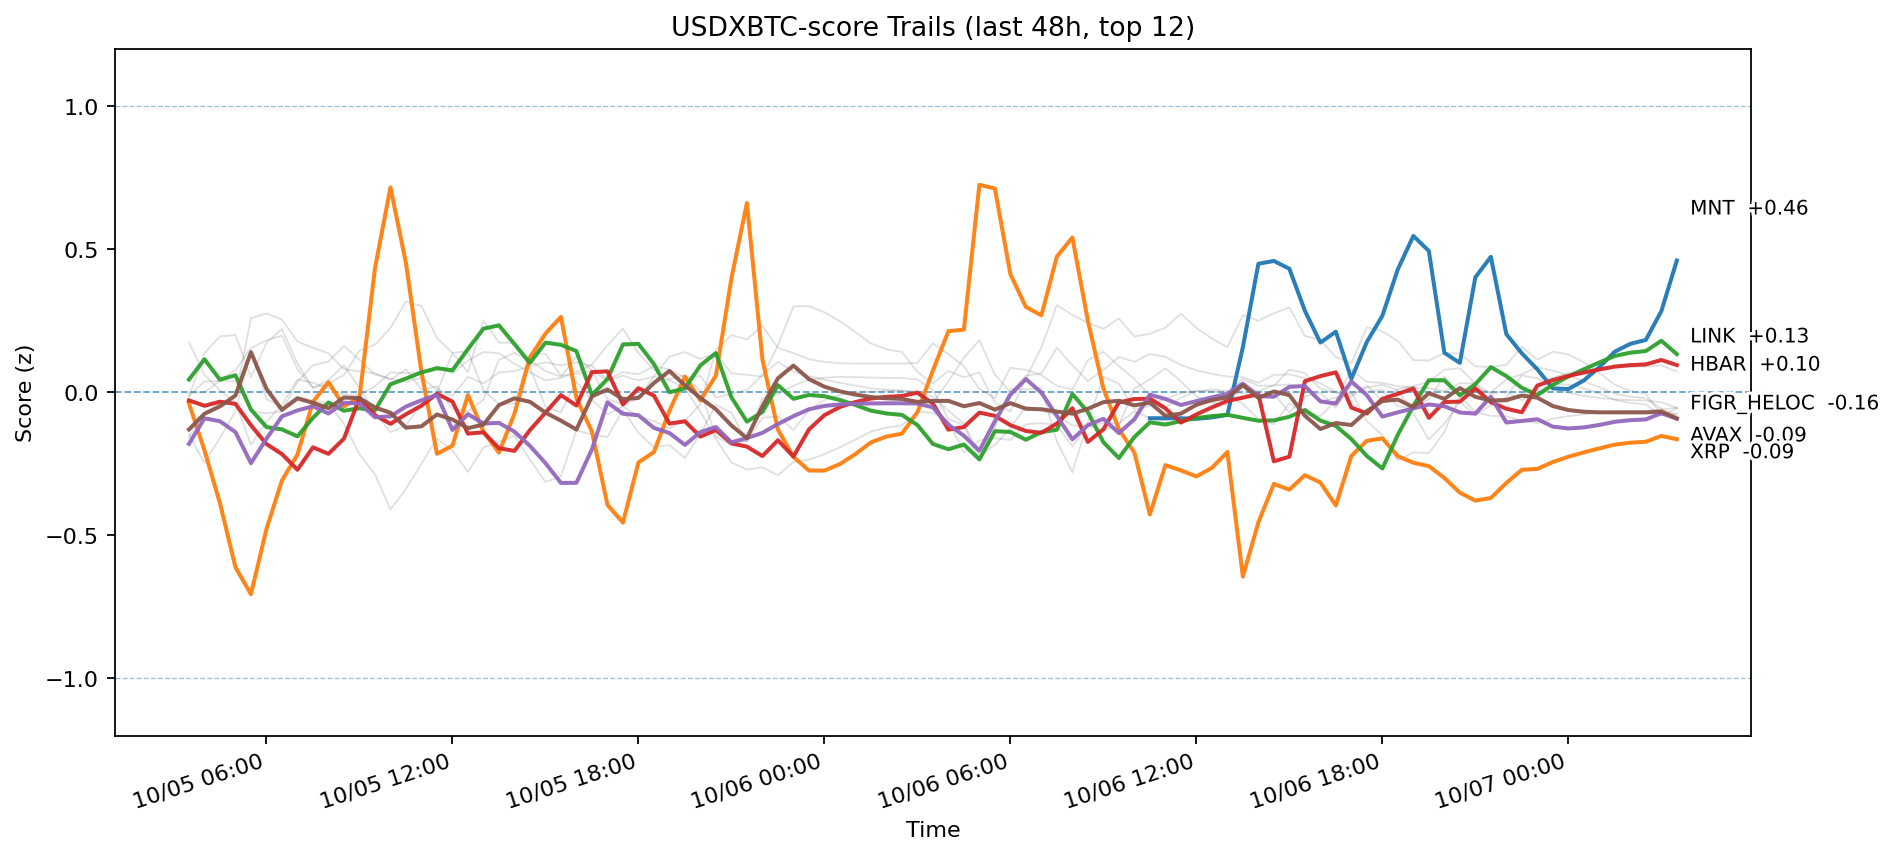 USDXBTC-score Trails (last 48h, top 12)
Score (z)
1.0
0.5
0.0
−0.5
−1.0
MNT +0.46
LINK +0.13
HBAR +0.10
FIGR_HELOC -0.16
AVAX -0.09
XRP -0.09
10/05 06:00
10/05 12:00
10/05 18:00
10/06 00:00
10/06 06:00
10/06 12:00
10/06 18:00
10/07 00:00
Time